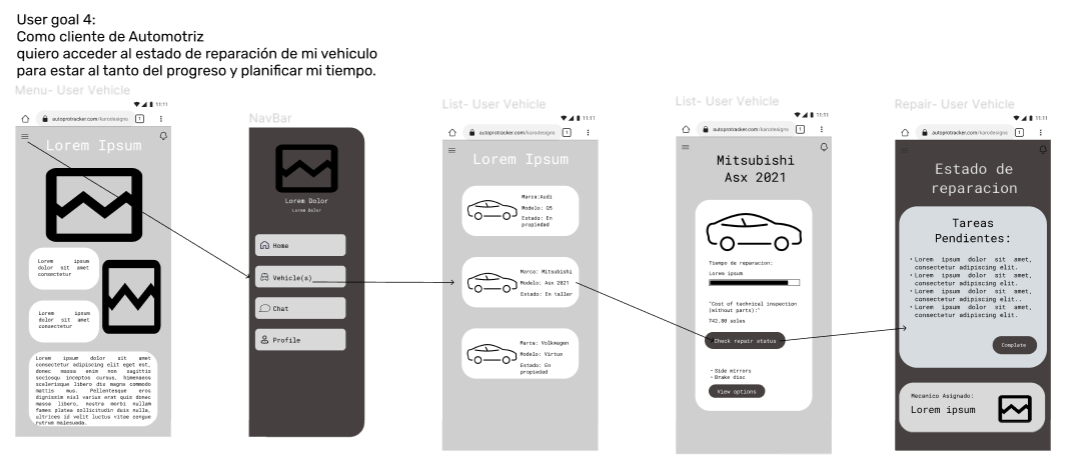 User goal 4:
Como cliente de Automotriz
quiero acceder al estado de reparación de mi vehiculo
para estar al tanto del progreso y planificar mi tiempo.
Menu- User Vehicle
11:11
autoprotracker.com/karodesigns
1
Lorem Ipsum
Lorem ipsum
dolor sit amet
consectetur
Lorem ipsum
dolor sit amet
consectetur
Lorem ipsum dolor sit amet
consectetur adipiscing elit eget est,
donec massa enim non sagittis
sociosqu inceptos cursus, himenaeos
scelerisque libero dis magna commodo
mattis mus. Pellentesque eros
dignissim nisl varius erat quis donec
massa libero, nostra morbi nullam
fames platea sollicitudin duis nulla,
ultrices id velit luctus vitae congue
rutrum malesuada.
NavBar
Lorem Dolor
Lorem Dolor
Home
Vehicle(s)
Chat
Profile
List- User Vehicle
11:11
autoprotracker.com/karodesigns
1
Lorem Ipsum
Marca:Audi
Modelo: Q5
Estado: En
propiedad
Marca: Mitsubishi
Modelo: Asx 2021
Estado: En taller
Marca: Volkwagen
Modelo: Virtus
Estado: En
propiedad
List- User Vehicle
11:11
autoprotracker.com/karodesigns
1
Mitsubishi
Asx 2021
Tiempo de reparacion:
Lorem ipsum
"Cost of technical inspection
(without parts):"
742.00 soles
Check repair status
- Side mirrors
- Brake disc
View options
Repair- User Vehicle
11:11
autoprotracker.com/karodesigns
1
Estado de
reparacion
Tareas
Pendientes:
• Lorem ipsum dolor sit amet,
consectetur adipiscing elit.
• Lorem ipsum dolor sit amet,
consectetur adipiscing elit.
• Lorem ipsum dolor sit amet,
consectetur adipiscing elit..
• Lorem ipsum dolor sit amet,
consectetur adipiscing elit.
Complete
Mecanico Asignado:
Lorem ipsum